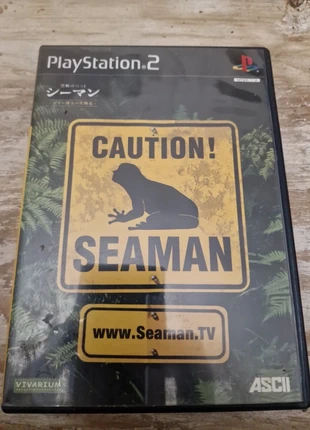 PlayStation 2
シーマン
CAUTION!
SEAMAN
www.Seaman.TV
VIVARIUM
ASCII